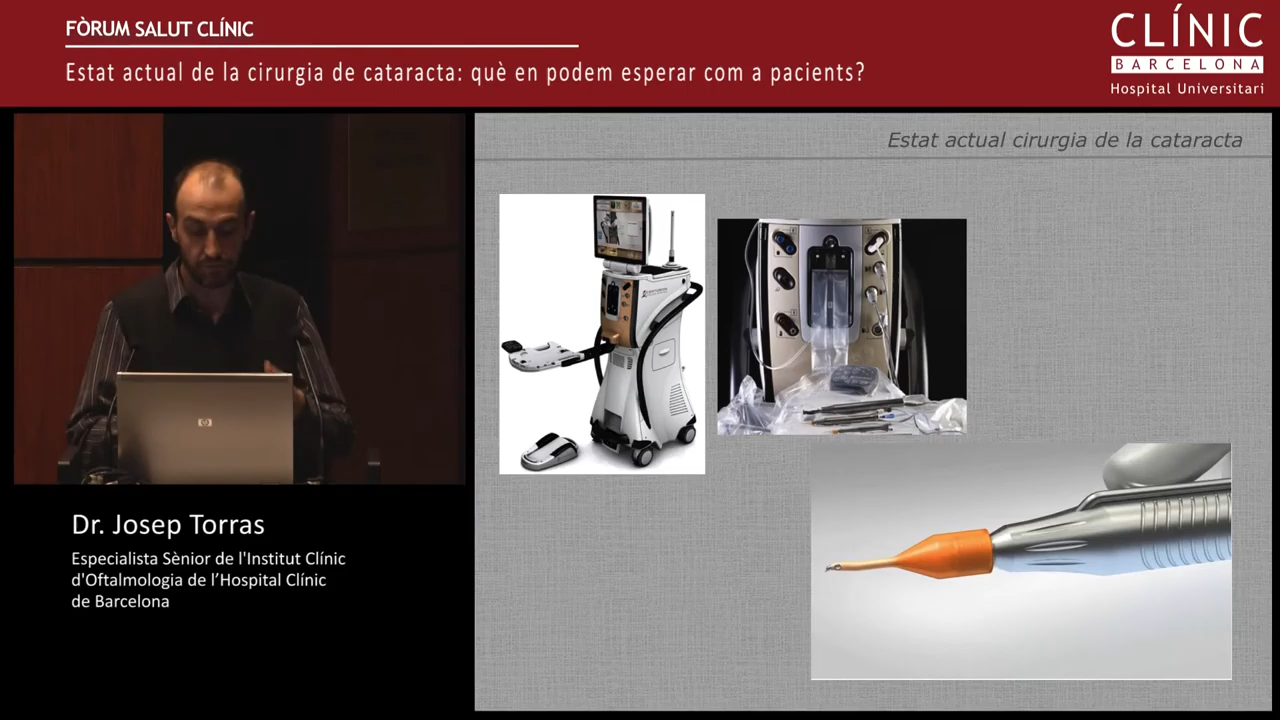 FÒRUM SALUT CLÍNIC
Estat actual de la cirurgia de cataracta: què en podem esperar com a pacients?
CLÍNIC
BARCELONA
Hospital Universitari
Estat actual cirurgia de la cataracta
hp
Dr. Josep Torras
Especialista Sènior de l'Institut Clínic
d'Oftalmologia de l’Hospital Clínic
de Barcelona